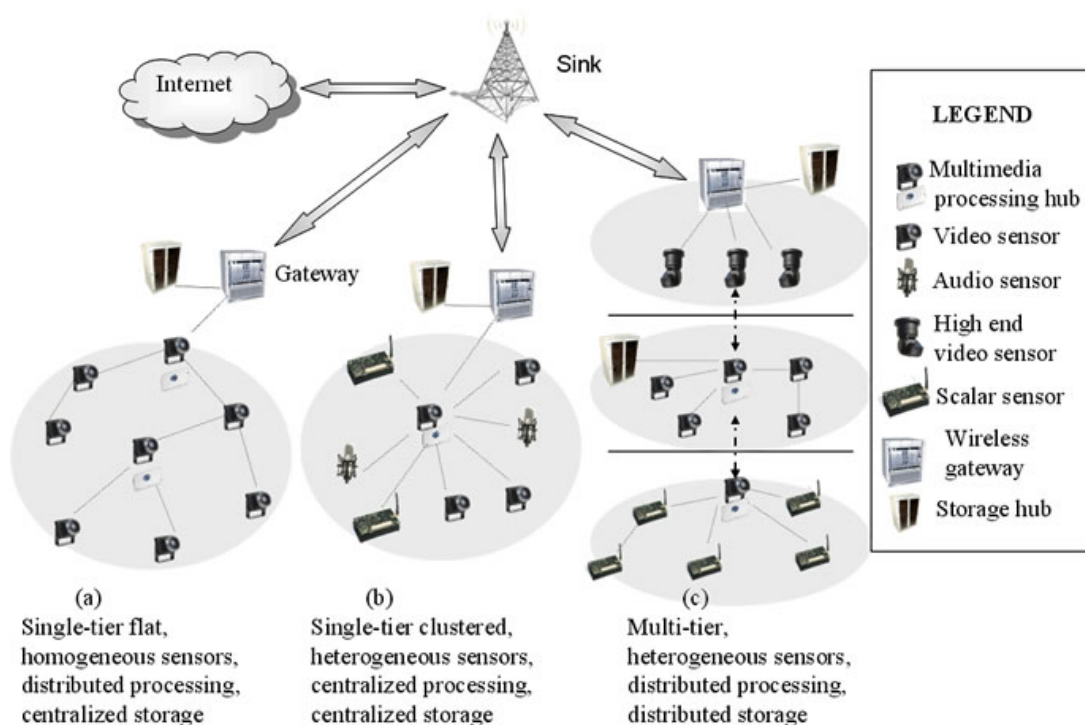 Internet
Sink
Gateway
LEGEND
Multimedia
processing hub
Video sensor
Audio sensor
High end
video sensor
Scalar sensor
Wireless
gateway
Storage hub
(a)
Single-tier flat,
homogeneous sensors,
distributed processing,
centralized storage
(b)
Single-tier clustered,
heterogeneous sensors,
centralized processing,
centralized storage
(c)
Multi-tier,
heterogeneous sensors,
distributed processing,
distributed storage